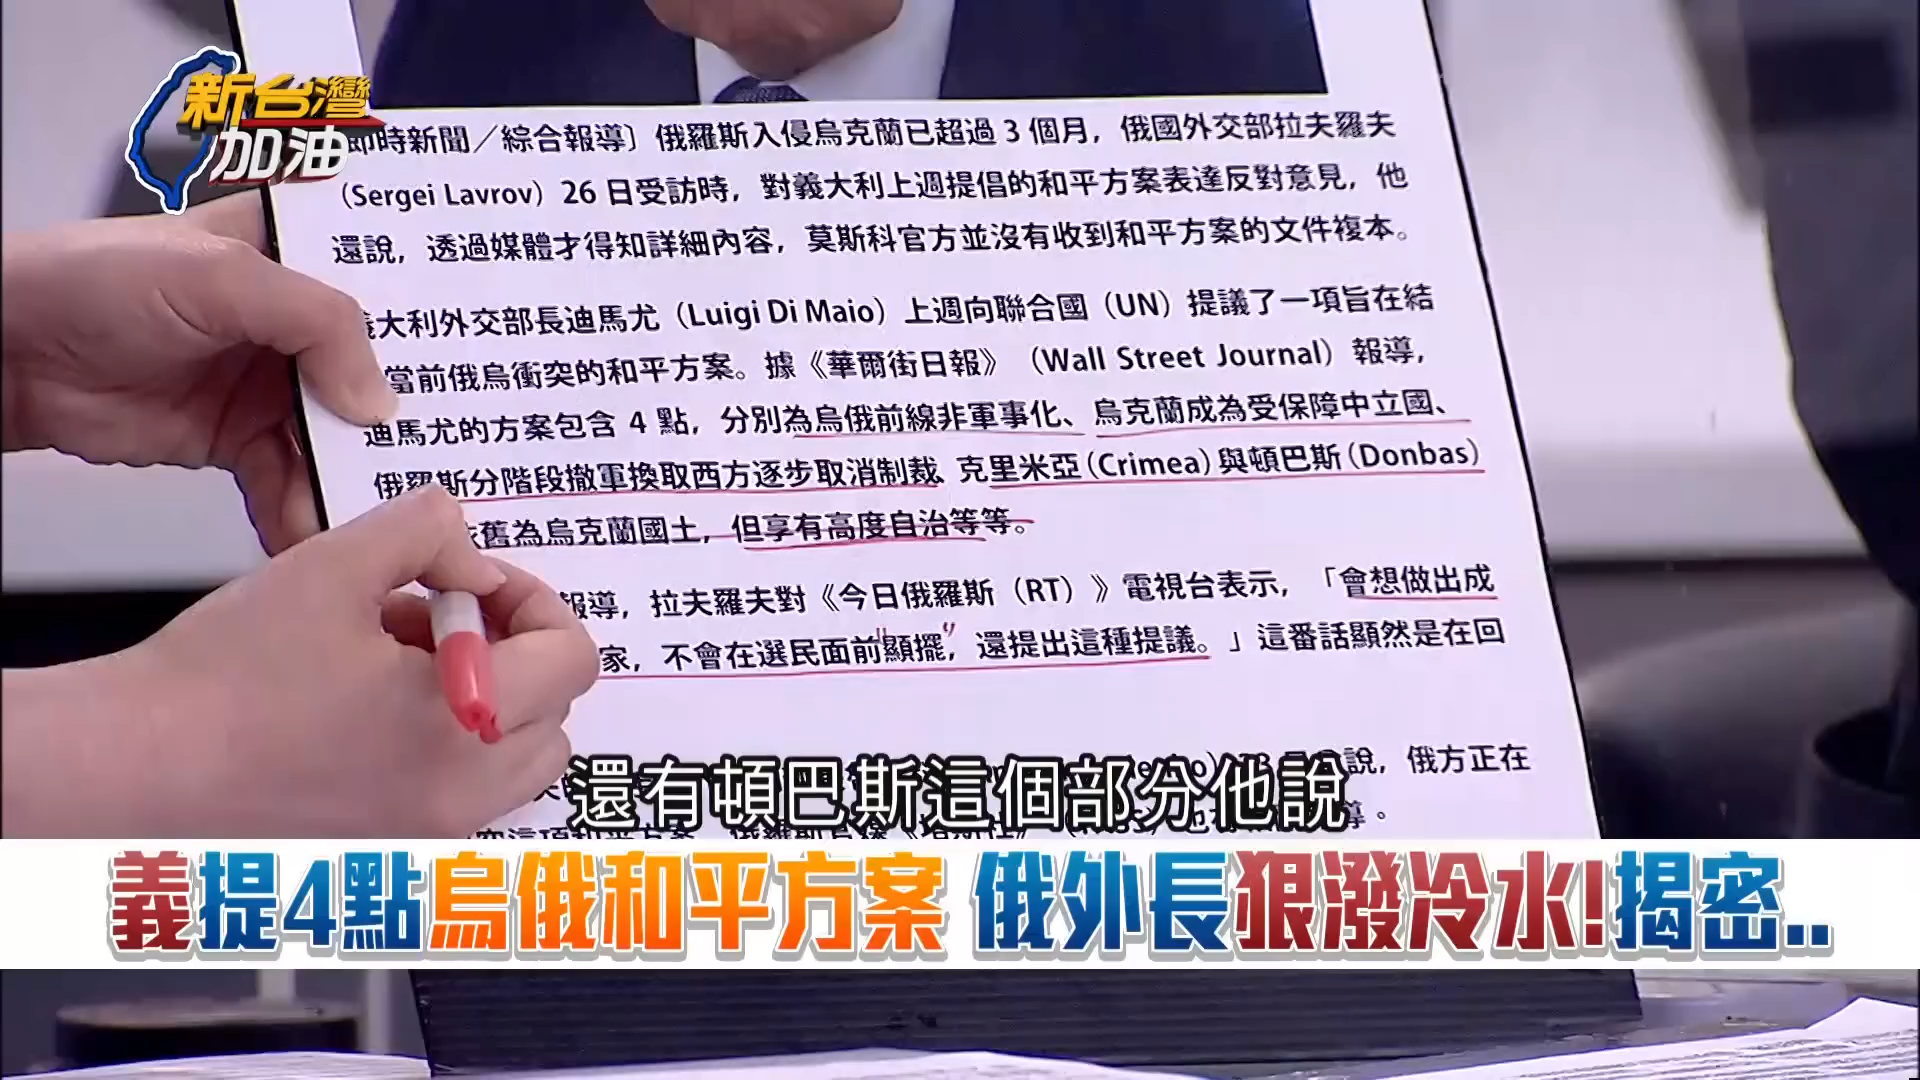 新台灣
加油
即時新聞／綜合報導〕俄羅斯入侵烏克蘭已超過 3 個月，俄國外交部拉夫羅夫
（Sergei Lavrov）26 日受訪時，對義大利上週提倡的和平方案表達反對意見，他
還說，透過媒體才得知詳細內容，莫斯科官方並沒有收到和平方案的文件複本。
義大利外交部長迪馬尤（Luigi Di Maio）上週向聯合國（UN）提議了一項旨在結
當前俄烏衝突的和平方案。據《華爾街日報》（Wall Street Journal）報導，
迪馬尤的方案包含 4 點，分別為烏俄前線非軍事化、烏克蘭成為受保障中立國、
俄羅斯分階段撤軍換取西方逐步取消制裁、克里米亞（Crimea）與頓巴斯（Donbas）
依舊為烏克蘭國土，但享有高度自治等等。
報導，拉夫羅夫對《今日俄羅斯（RT）》電視台表示，「會想做出成
家，不會在選民面前"顯擺"，還提出這種提議。」這番話顯然是在回
說，俄方正在
還有頓巴斯這個部分他說
義提4點烏俄和平方案 俄外長狠潑冷水!揭密..